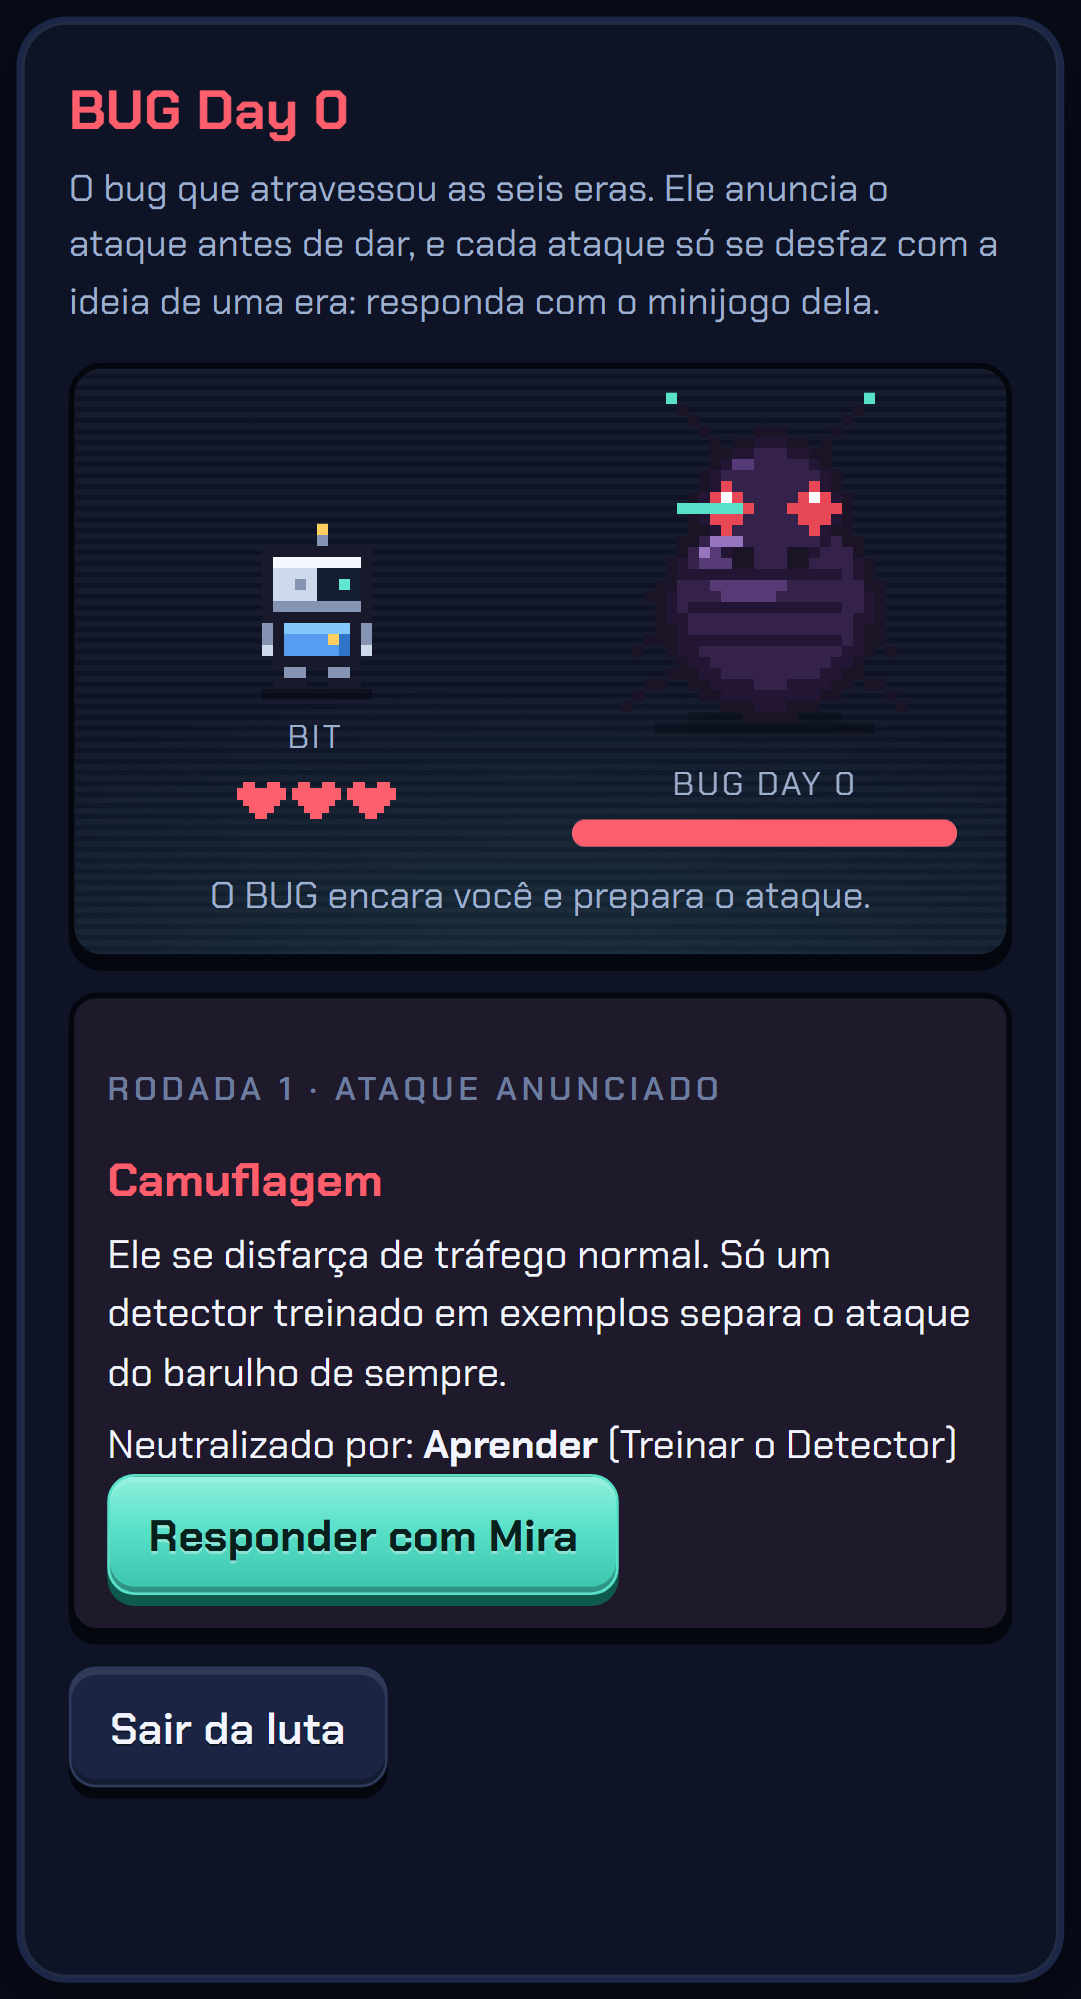 BUG Day 0
O bug que atravessou as seis eras. Ele anuncia o
ataque antes de dar, e cada ataque só se desfaz com a
ideia de uma era: responda com o minijogo dela.
BIT
BUG DAY 0
O BUG encara você e prepara o ataque.
RODADA 1 · ATAQUE ANUNCIADO
Camuflagem
Ele se disfarça de tráfego normal. Só um
detector treinado em exemplos separa o ataque
do barulho de sempre.
Neutralizado por: Aprender (Treinar o Detector)
Responder com Mira
Sair da luta